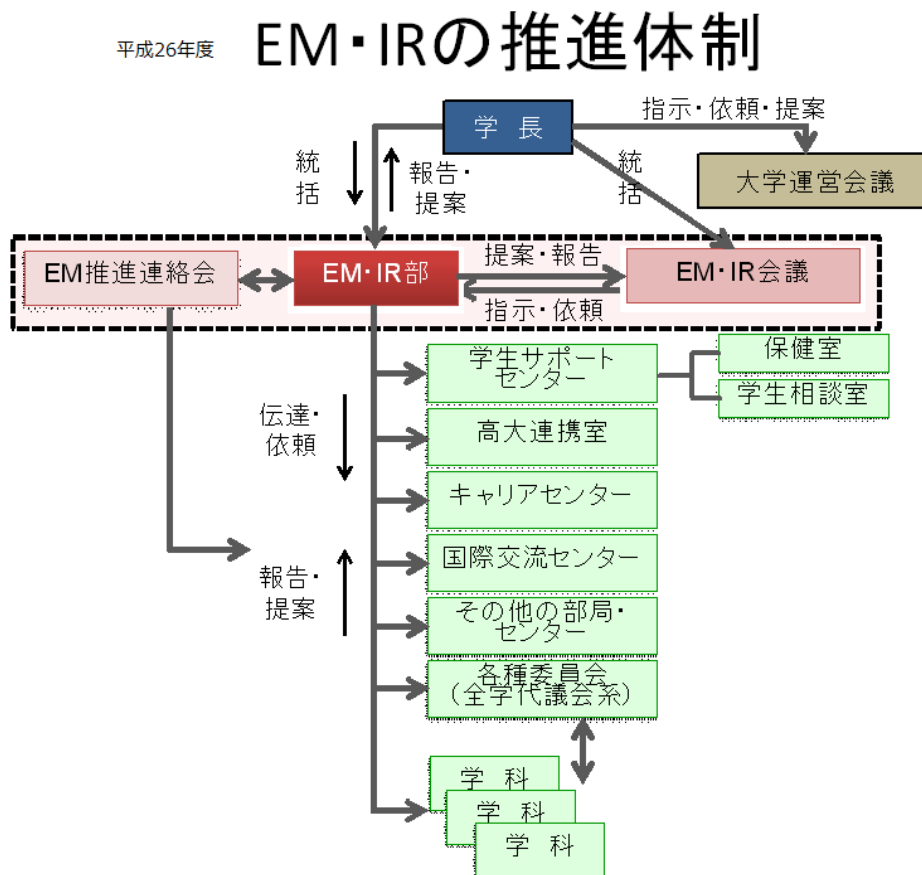 平成26年度
EM・IRの推進体制
学 長
指示・依頼・提案
大学運営会議
統
括
報告・
提案
統
括
EM推進連絡会
EM・IR部
提案・報告
指示・依頼
EM・IR会議
学生サポート
センター
保健室
学生相談室
伝達・
依頼
高大連携室
キャリアセンター
国際交流センター
報告・
提案
その他の部局・
センター
各種委員会
（全学代議会系）
学 科
学 科
学 科